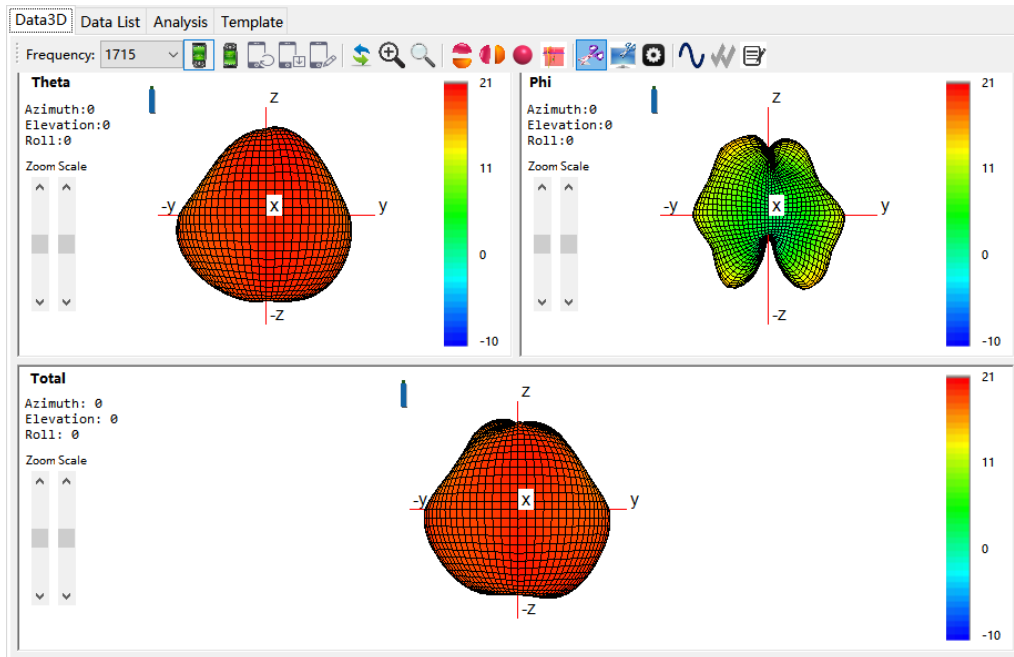 Data3D Data List Analysis Template
Frequency: 1715
Theta
Azimuth:0
Elevation:0
Roll:0
Zoom Scale
z
-y x y
-z
21
11
0
-10
Phi
Azimuth:0
Elevation:0
Roll:0
Zoom Scale
z
-y x y
-z
21
11
0
-10
Total
Azimuth: 0
Elevation: 0
Roll: 0
Zoom Scale
z
-y x y
-z
21
11
0
-10